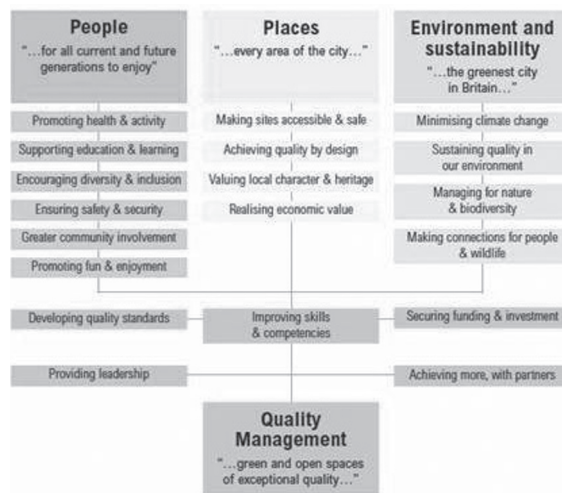 People
“…for all current and future
generations to enjoy”
Promoting health & activity
Supporting education & learning
Encouraging diversity & inclusion
Ensuring safety & security
Greater community involvement
Promoting fun & enjoyment
Places
“…every area of the city…”
Making sites accessible & safe
Achieving quality by design
Valuing local character & heritage
Realising economic value
Environment and
sustainability
“…the greenest city
in Britain…”
Minimising climate change
Sustaining quality in
our environment
Managing for nature
& biodiversity
Making connections for people
& wildlife
Developing quality standards
Improving skills
& competencies
Securing funding & investment
Providing leadership
Achieving more, with partners
Quality
Management
“…green and open spaces
of exceptional quality…”